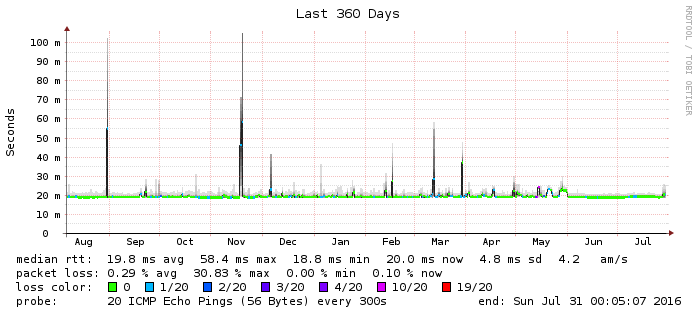 Last 360 Days
RRDTOOL / TOBI OETIKER
Seconds
100 m
90 m
80 m
70 m
60 m
50 m
40 m
30 m
20 m
10 m
0
Aug Sep Oct Nov Dec Jan Feb Mar Apr May Jun Jul
median rtt: 19.8 ms avg 58.4 ms max 18.8 ms min 20.0 ms now 4.8 ms sd 4.2 am/s
packet loss: 0.29 % avg 30.83 % max 0.00 % min 0.10 % now
loss color: 0 1/20 2/20 3/20 4/20 10/20 19/20
probe: 20 ICMP Echo Pings (56 Bytes) every 300s end: Sun Jul 31 00:05:07 2016